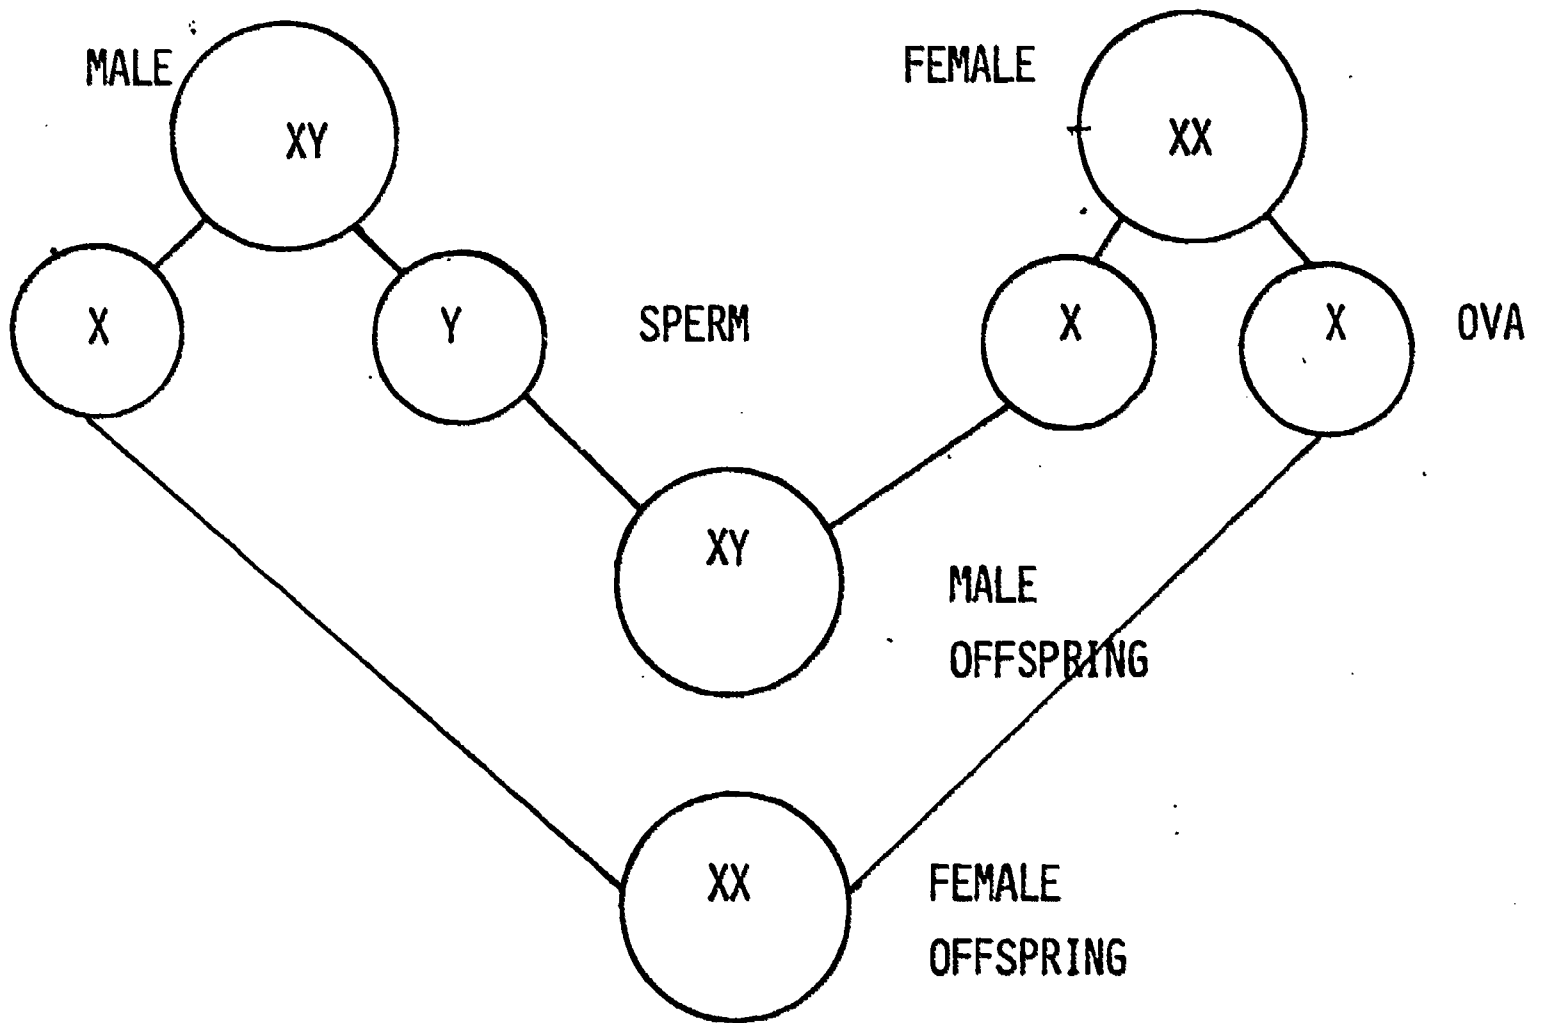 MALE
FEMALE
XY
XX
X
Y
SPERM
X
X
OVA
XY
MALE
OFFSPRING
XX
FEMALE
OFFSPRING